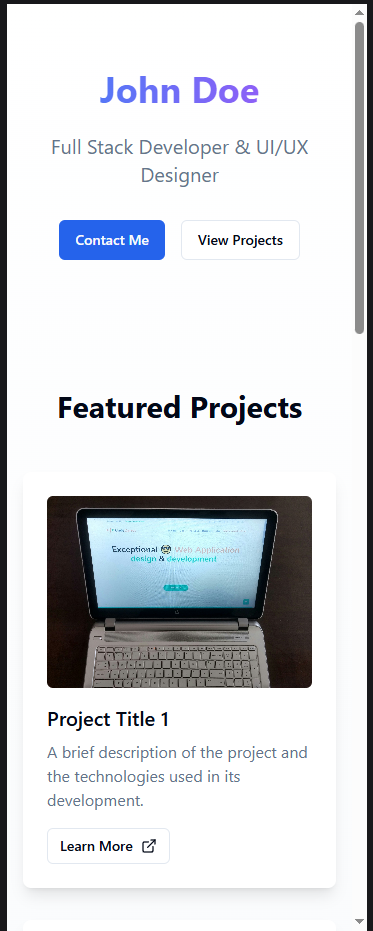 John Doe
Full Stack Developer & UI/UX
Designer
Contact Me
View Projects
Featured Projects
Exceptional Web Application
design & development
Project Title 1
A brief description of the project and
the technologies used in its
development.
Learn More